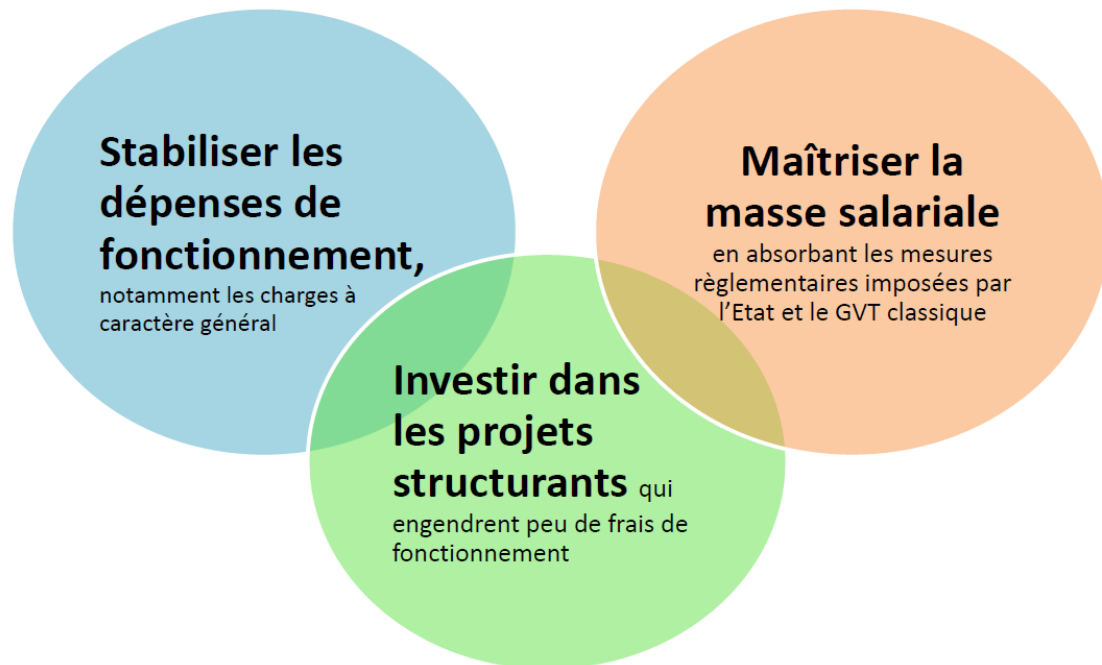 Stabiliser les
dépenses de
fonctionnement,
notamment les charges à
caractère général
Maîtriser la
masse salariale
en absorbant les mesures
règlementaires imposées par
l’Etat et le GVT classique
Investir dans
les projets
structurants qui
engendrent peu de frais de
fonctionnement